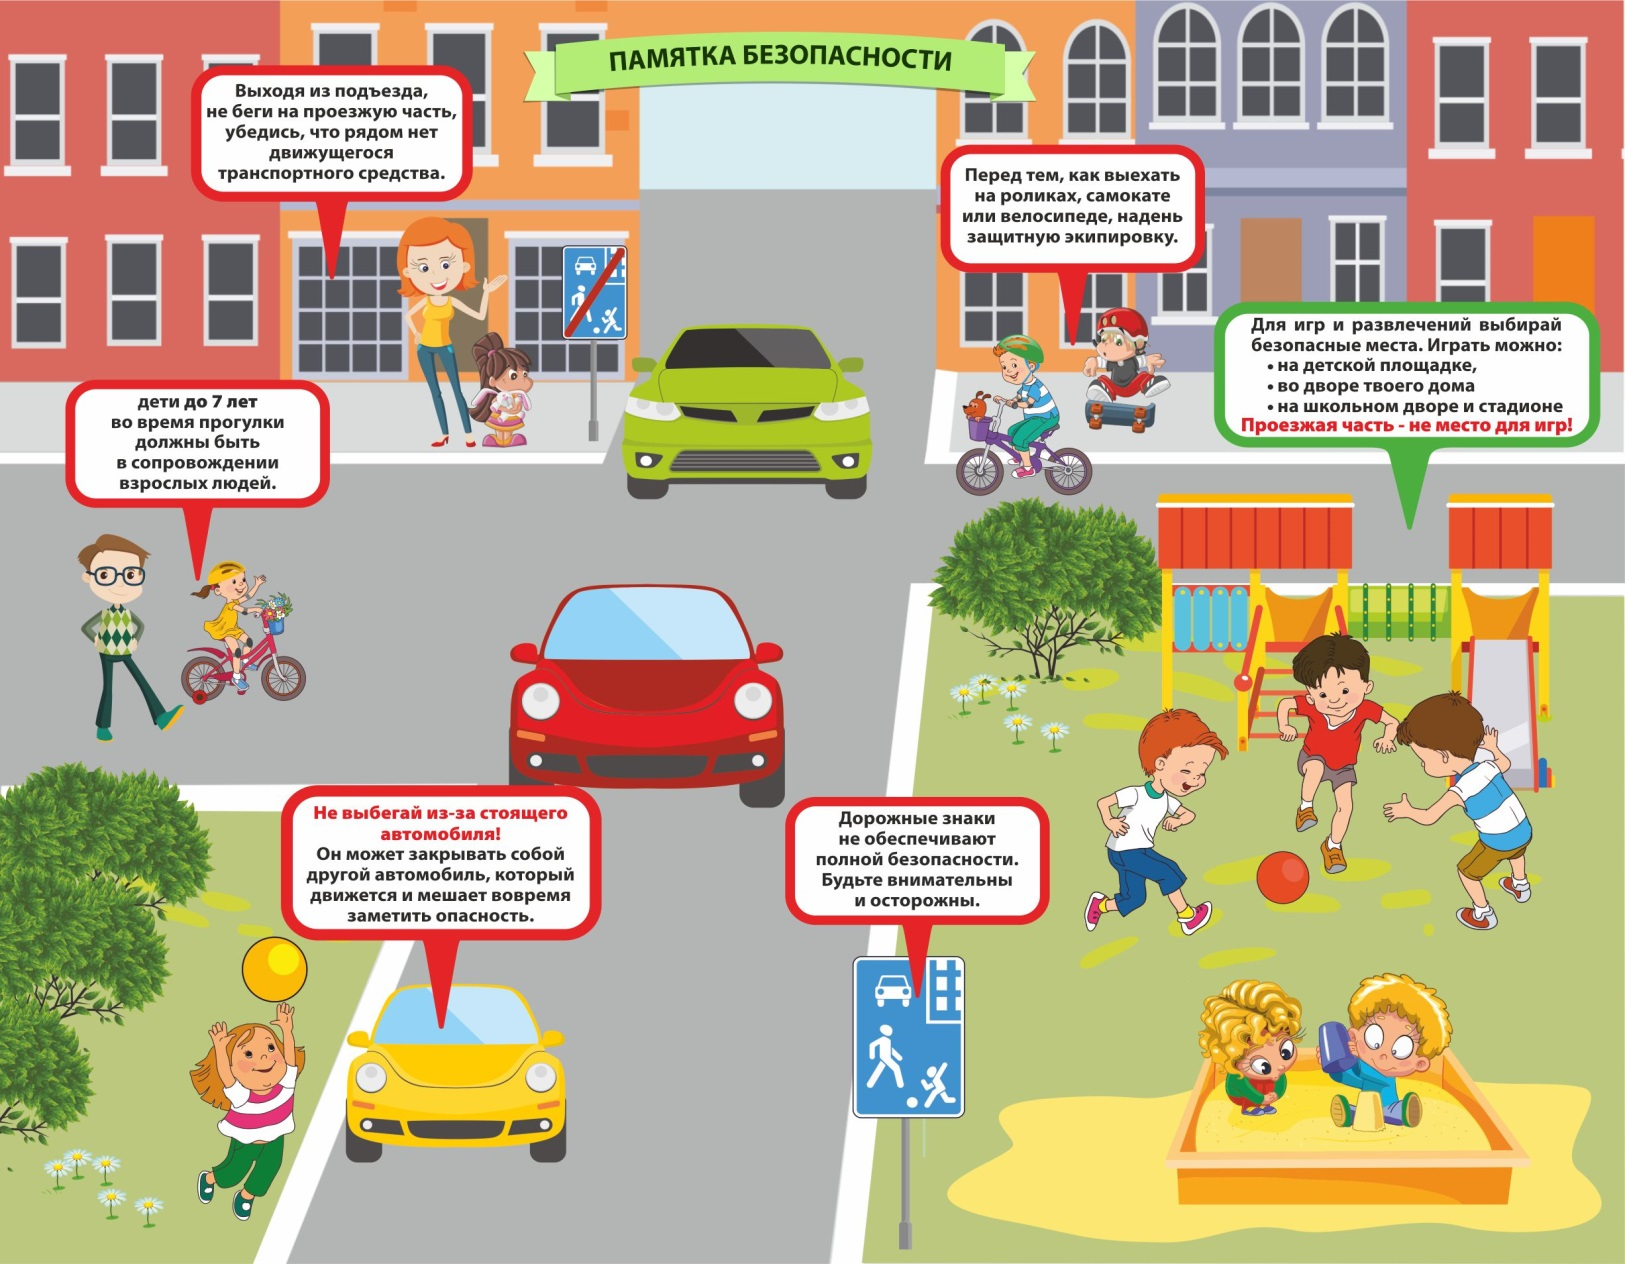 ПАМЯТКА БЕЗОПАСНОСТИ
Выходя из подъезда,
не беги на проезжую часть,
убедись, что рядом нет
движущегося
транспортного средства.
Перед тем, как выехать
на роликах, самокате
или велосипеде, надень
защитную экипировку.
Для игр и развлечений выбирай
безопасные места. Играть можно:
• на детской площадке,
• во дворе твоего дома
• на школьном дворе и стадионе
Проезжая часть - не место для игр!
дети до 7 лет
во время прогулки
должны быть
в сопровождении
взрослых людей.
Не выбегай из-за стоящего
автомобиля!
Он может закрывать собой
другой автомобиль, который
движется и мешает вовремя
заметить опасность.
Дорожные знаки
не обеспечивают
полной безопасности.
Будьте внимательны
и осторожны.